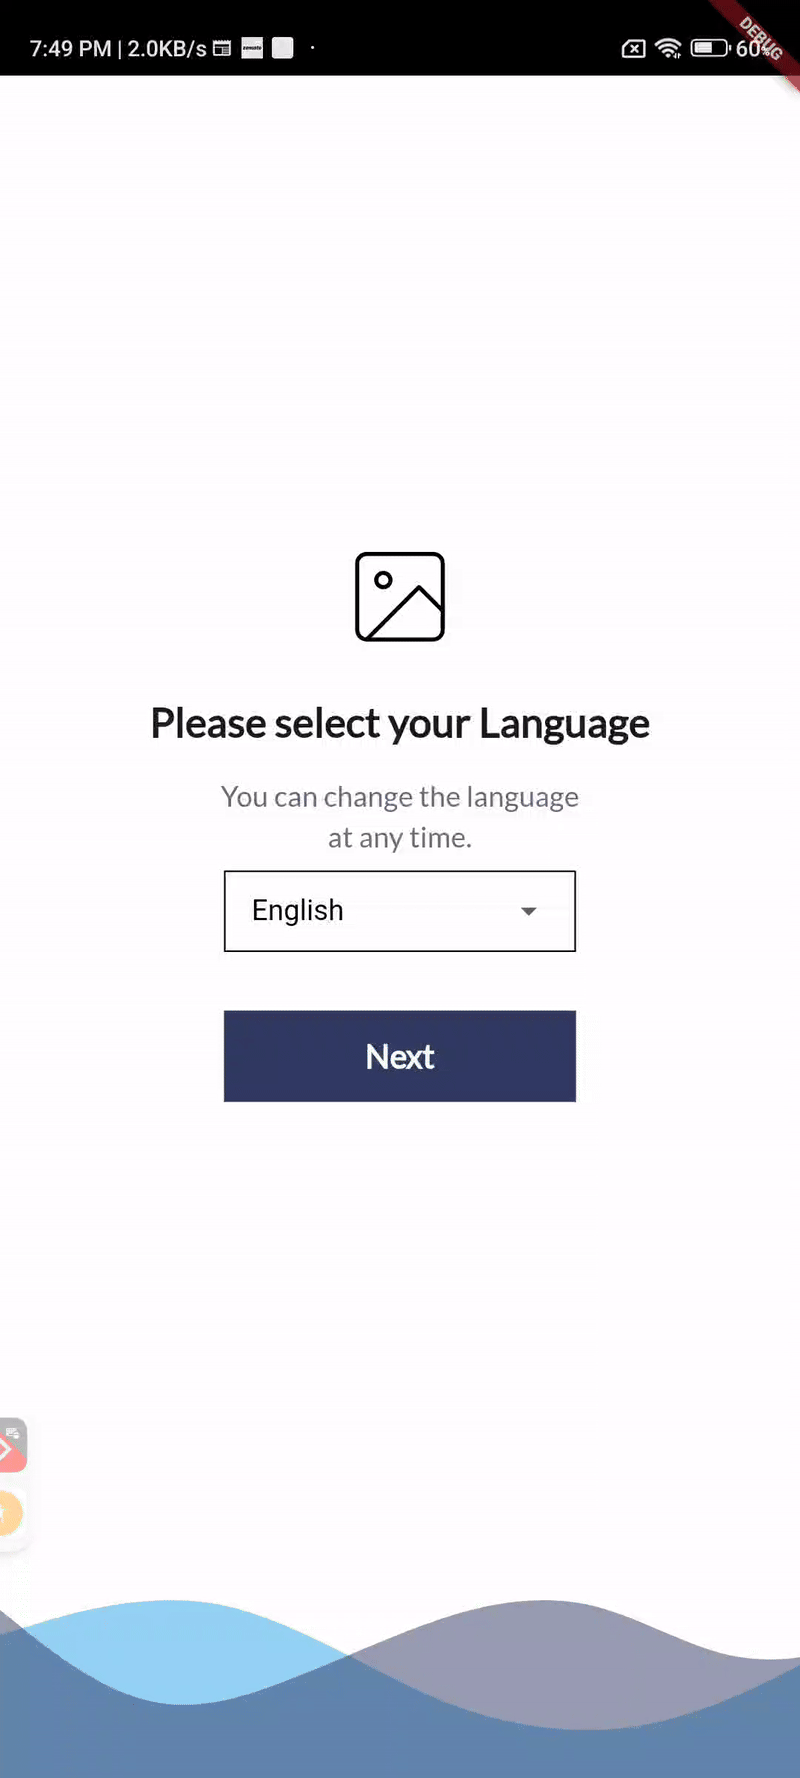 7:49 PM | 2.0KB/s
60%
DEBUG
Please select your Language
You can change the language
at any time.
English
Next